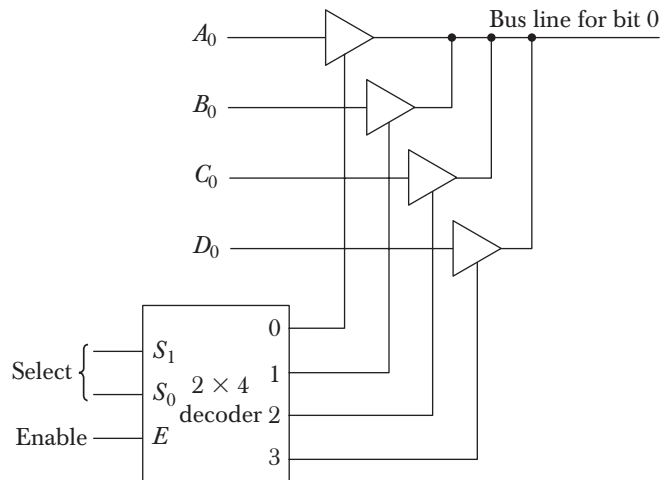 Bus line for bit 0
A0
B0
C0
D0
0
S1
1
Select
2 × 4
S0
decoder
2
Enable
E
3